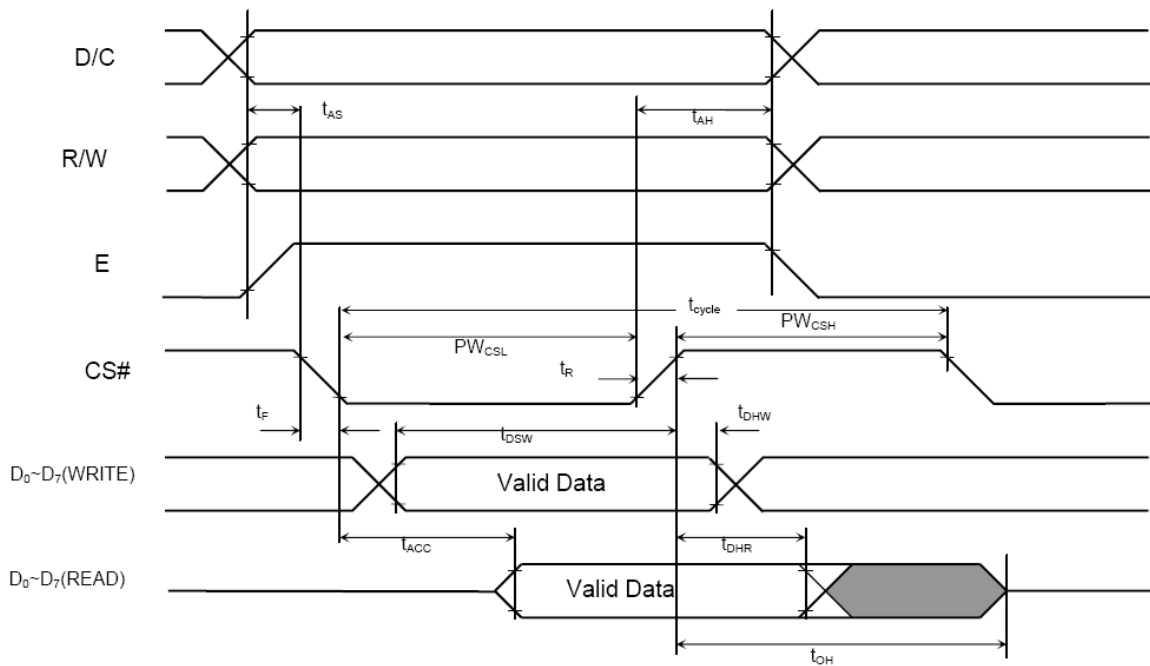 D/C
tAS
tAH
R/W
E
tcycle
PWCSL
PWCSH
CS#
tR
tF
tDSW
tDHW
D0~D7(WRITE)
Valid Data
tACC
tDHR
D0~D7(READ)
Valid Data
tOH